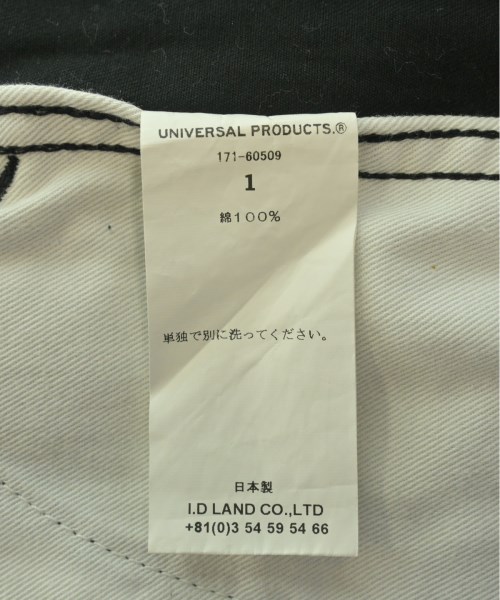 UNIVERSAL PRODUCTS.®
171-60509
1
綿100%
単独で別に洗ってください。
日本製
I.D LAND CO.,LTD
+81(0)3 54 59 54 66